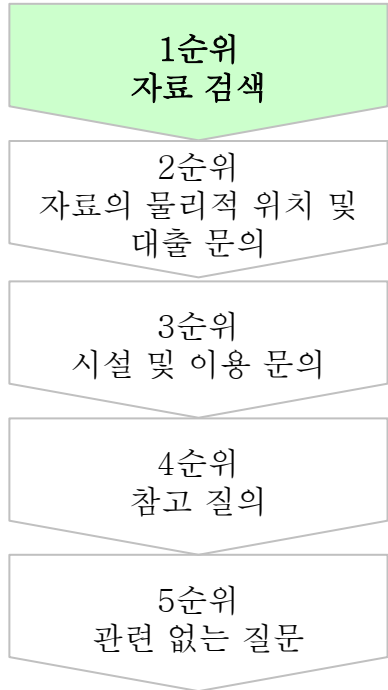 1순위
자료 검색
2순위
자료의 물리적 위치 및
대출 문의
3순위
시설 및 이용 문의
4순위
참고 질의
5순위
관련 없는 질문